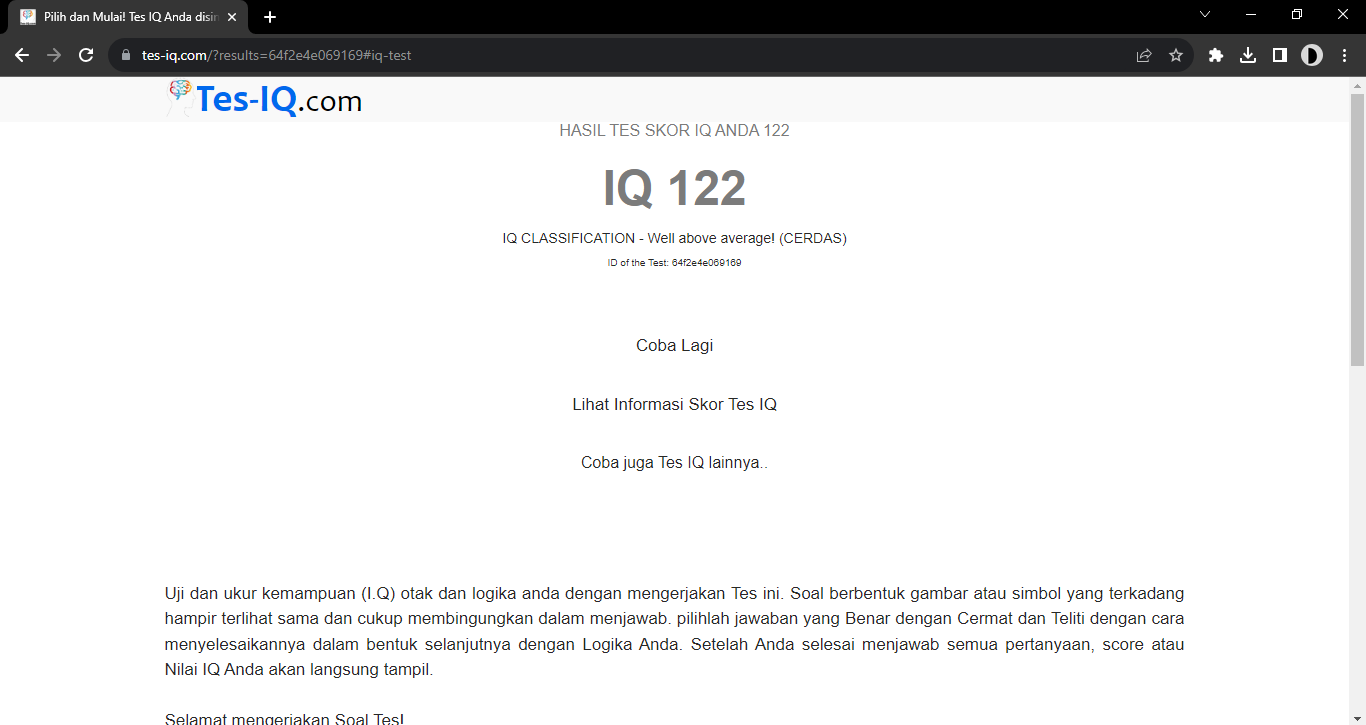 Pilih dan Mulai! Tes IQ Anda disin
tes-iq.com/?results=64f2e4e069169#iq-test
Tes-IQ.com
HASIL TES SKOR IQ ANDA 122
IQ 122
IQ CLASSIFICATION - Well above average! (CERDAS)
ID of the Test: 64f2e4e069169
Coba Lagi
Lihat Informasi Skor Tes IQ
Coba juga Tes IQ lainnya..
Uji dan ukur kemampuan (I.Q) otak dan logika anda dengan mengerjakan Tes ini. Soal berbentuk gambar atau simbol yang terkadang
hampir terlihat sama dan cukup membingungkan dalam menjawab. pilihlah jawaban yang Benar dengan Cermat dan Teliti dengan cara
menyelesaikannya dalam bentuk selanjutnya dengan Logika Anda. Setelah Anda selesai menjawab semua pertanyaan, score atau
Nilai IQ Anda akan langsung tampil.
Selamat mengerjakan Soal Tes!